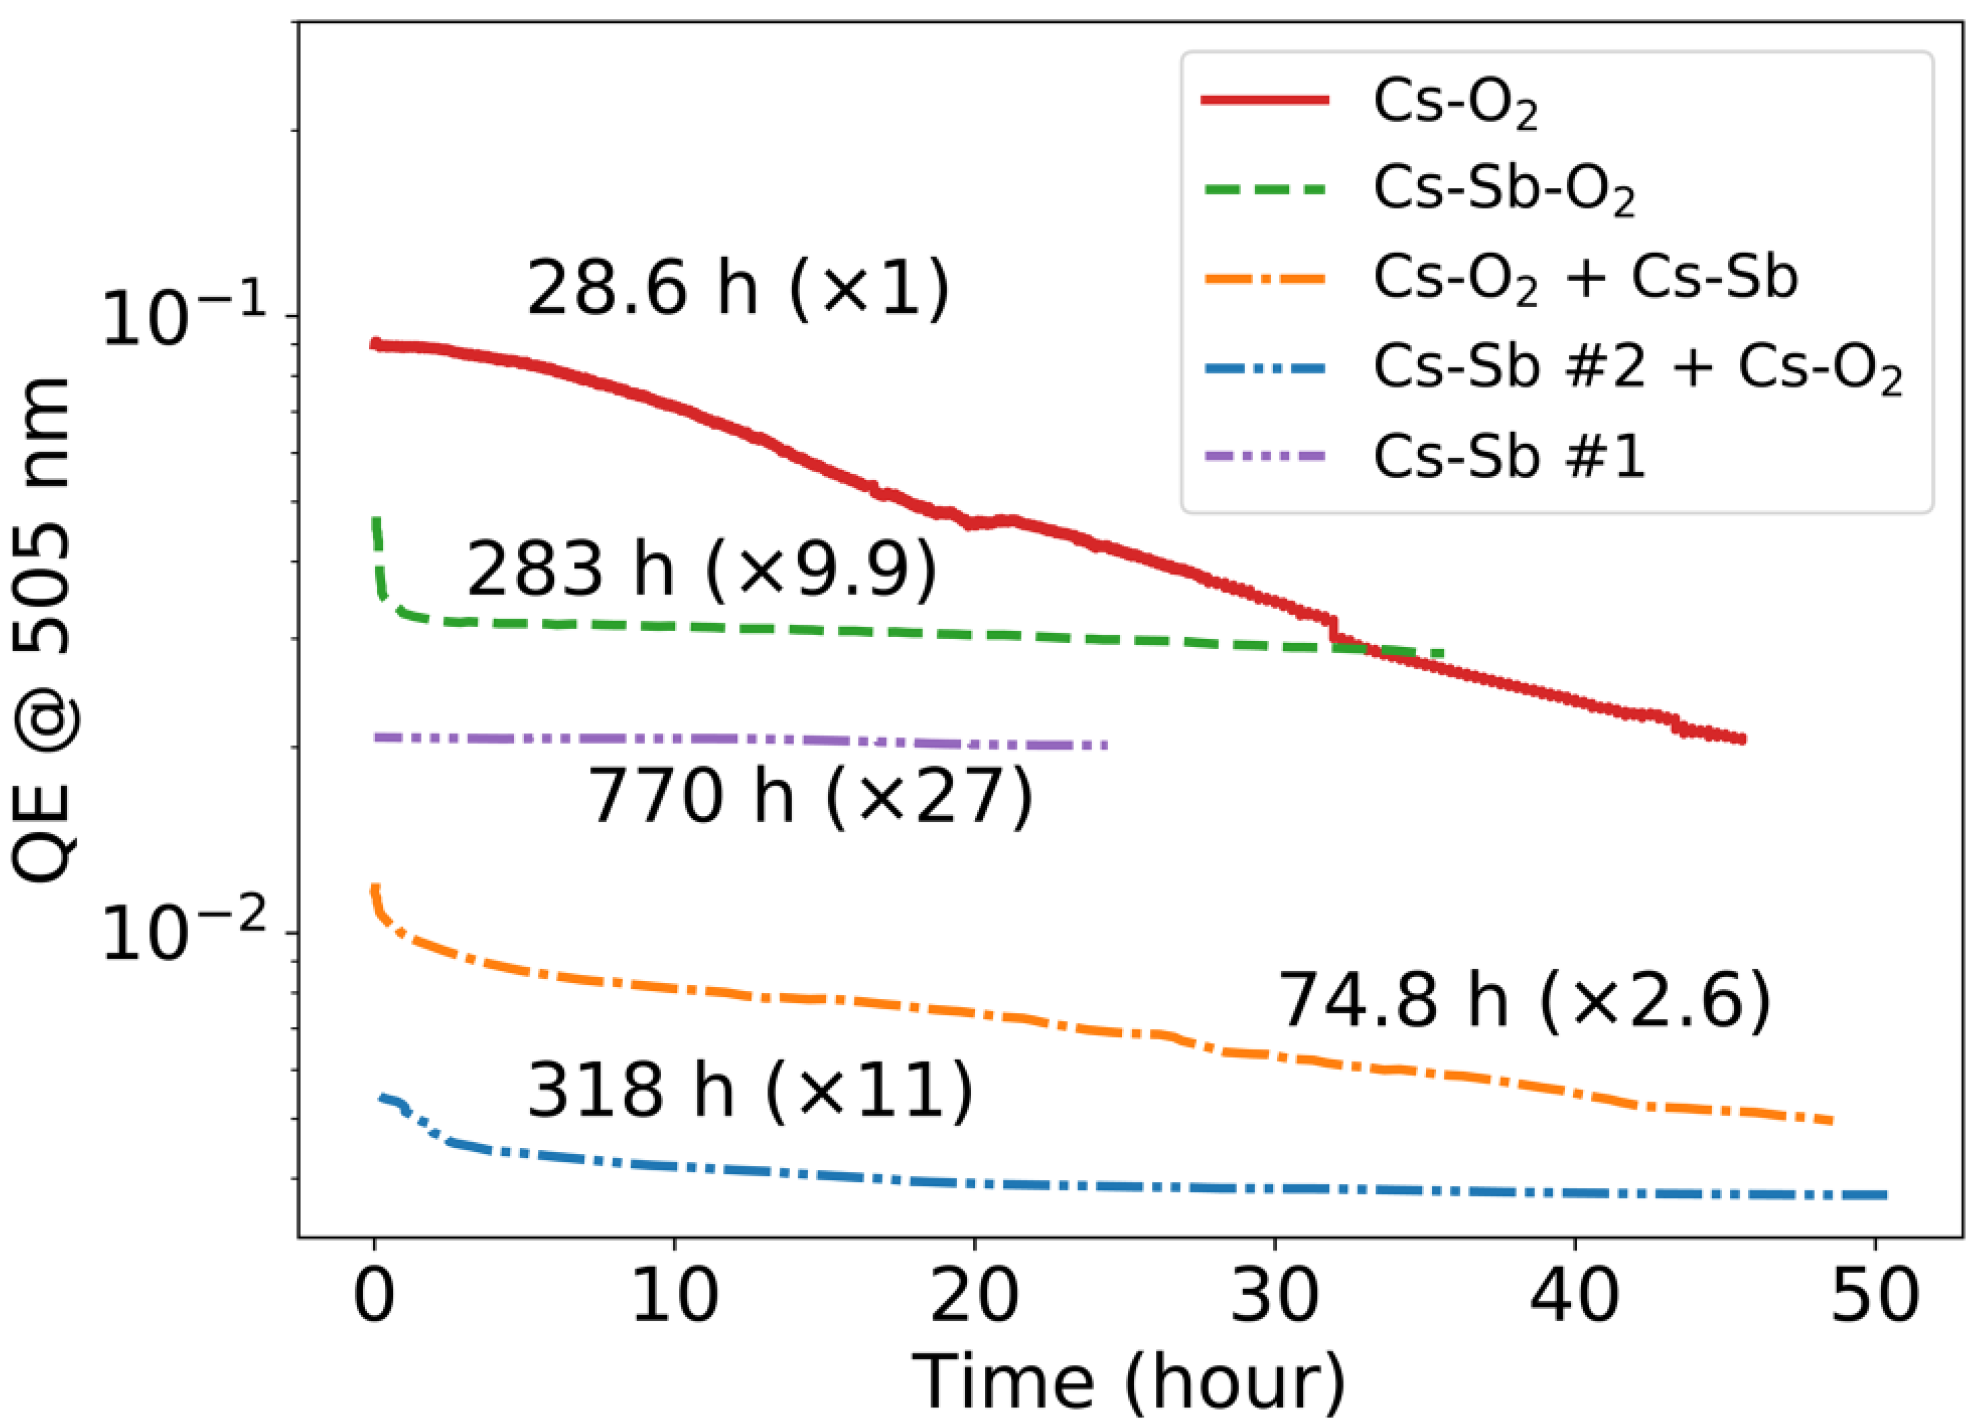 Cs-O₂
Cs-Sb-O₂
Cs-O₂ + Cs-Sb
Cs-Sb #2 + Cs-O₂
Cs-Sb #1
28.6 h (×1)
283 h (×9.9)
770 h (×27)
74.8 h (×2.6)
318 h (×11)
QE @ 505 nm
10⁻¹
10⁻²
0 10 20 30 40 50
Time (hour)